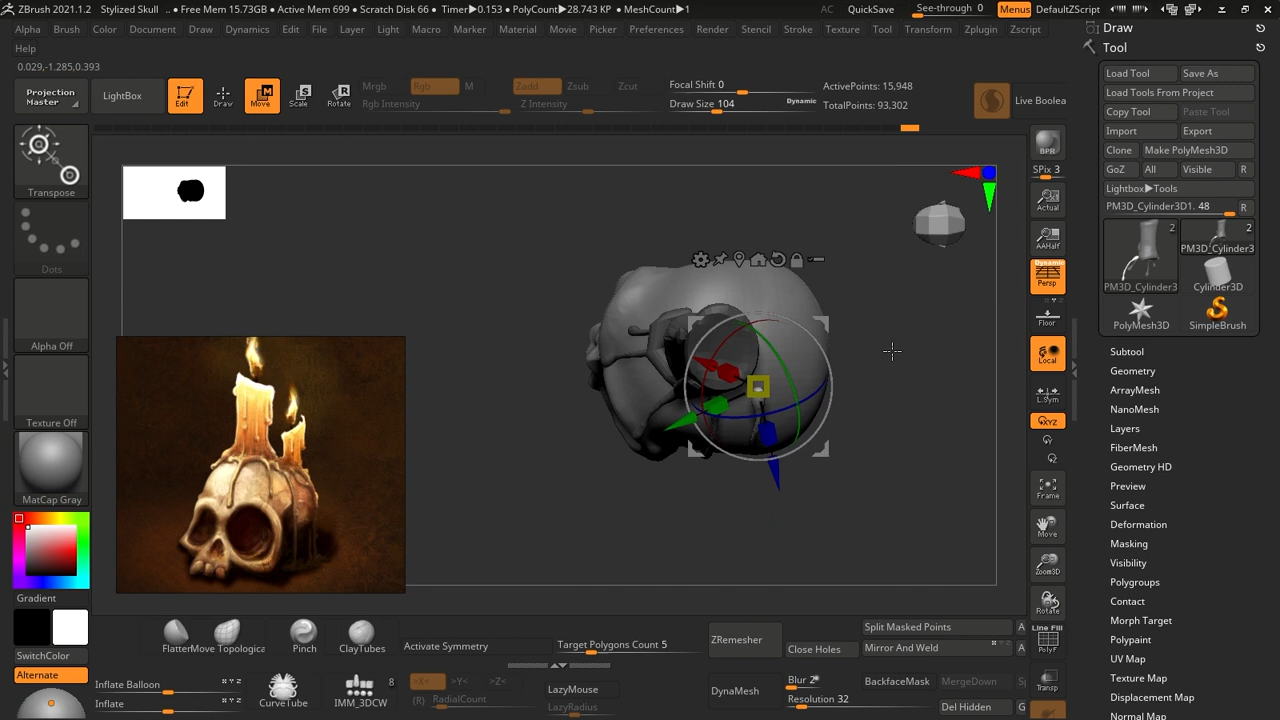 ZBrush 2021.1.2 Stylized Skull .. • Free Mem 15.73GB • Active Mem 699 • Scratch Disk 66 • Timer▶0.153 • PolyCount▶28.743 KP • MeshCount▶1 AC QuickSave See-through 0 Menus DefaultZScript
Alpha Brush Color Document Draw Dynamics Edit File Layer Light Macro Marker Material Movie Picker Preferences Render Stencil Stroke Texture Tool Transform Zplugin Zscript
Help
0.029,-1.285,0.393
Projection Master
LightBox
Edit
Draw
Move
Scale
Rotate
Mrgb Rgb M
Rgb Intensity
Zadd Zsub Zcut
Z Intensity
Focal Shift 0
Draw Size 104
Dynamic
ActivePoints: 15,948
TotalPoints: 93,302
Live Boolea
Transpose
Dots
Alpha Off
Texture Off
MatCap Gray
Gradient
SwitchColor
Alternate
BPR
SPix 3
Actual
AAHalf
Dynamic
Persp
Floor
Local
L.Sym
XYZ
Frame
Move
Zoom3D
Rotate
Line Fill
PolyF
Transp
Draw
Tool
Load Tool Save As
Load Tools From Project
Copy Tool Paste Tool
Import Export
Clone Make PolyMesh3D
GoZ All Visible R
Lightbox▶Tools
PM3D_Cylinder3D1. 48 R
2
PM3D_Cylinder3
2
PM3D_Cylinder3
Cylinder3D
PolyMesh3D
SimpleBrush
Subtool
Geometry
ArrayMesh
NanoMesh
Layers
FiberMesh
Geometry HD
Preview
Surface
Deformation
Masking
Visibility
Polygroups
Contact
Morph Target
Polypaint
UV Map
Texture Map
Displacement Map
Normal Map
Flatter
Move Topologica
Pinch
ClayTubes
Activate Symmetry
Target Polygons Count 5
ZRemesher
Close Holes
Split Masked Points A
Mirror And Weld A
Inflate Balloon
Inflate
CurveTube
8
IMM_3DCW
>X< >Y< >Z<
(R) RadialCount
LazyMouse
LazyRadius
DynaMesh
Blur 2
Resolution 32
BackfaceMask
MergeDown Sp
Del Hidden G